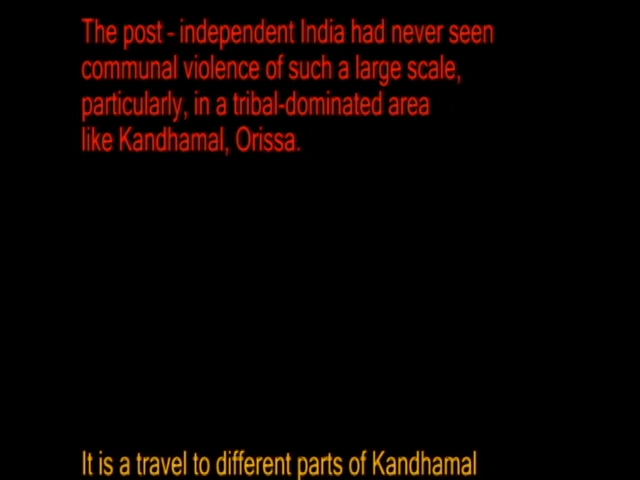 The post - independent India had never seen
communal violence of such a large scale,
particularly, in a tribal-dominated area
like Kandhamal, Orissa.
It is a travel to different parts of Kandhamal